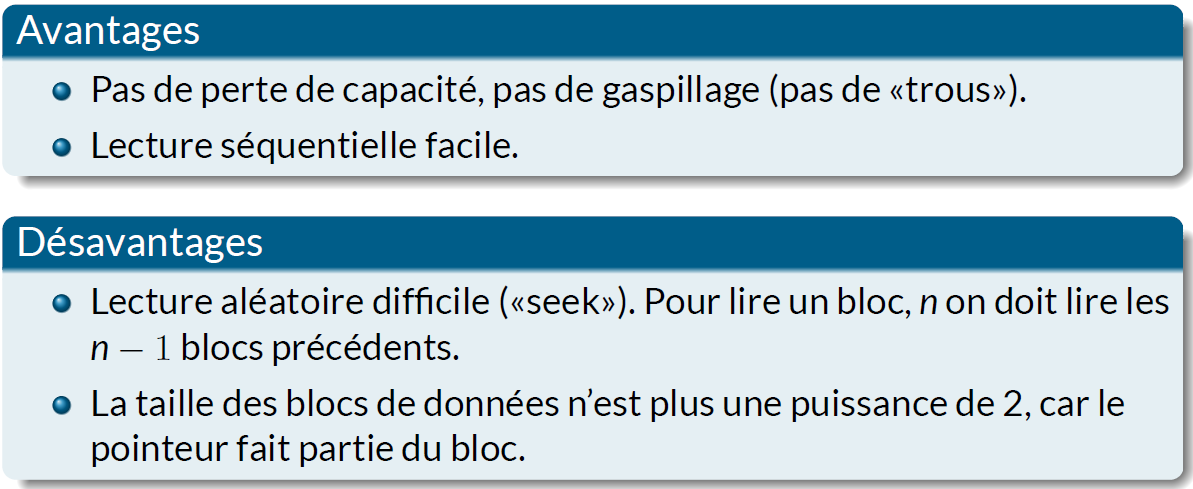 Avantages
Pas de perte de capacité, pas de gaspillage (pas de «trous»).
Lecture séquentielle facile.
Désavantages
Lecture aléatoire difficile («seek»). Pour lire un bloc, n on doit lire les
n − 1 blocs précédents.
La taille des blocs de données n’est plus une puissance de 2, car le
pointeur fait partie du bloc.